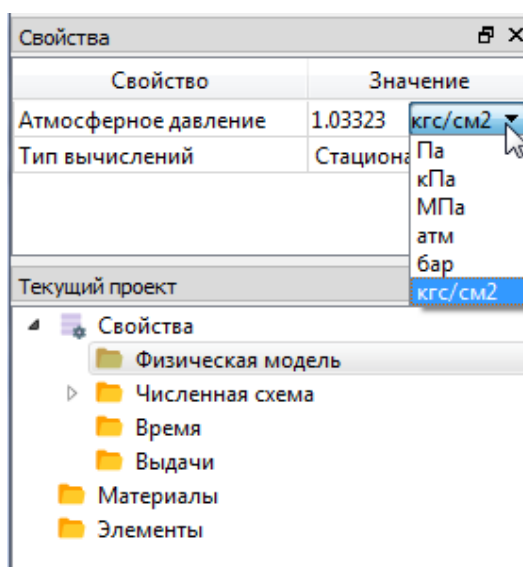 Свойства
Свойство Значение
Атмосферное давление 1.03323 кгс/см2
Тип вычислений Стациона
Па
кПа
МПа
атм
бар
кгс/см2
Текущий проект
Свойства
Физическая модель
Численная схема
Время
Выдачи
Материалы
Элементы